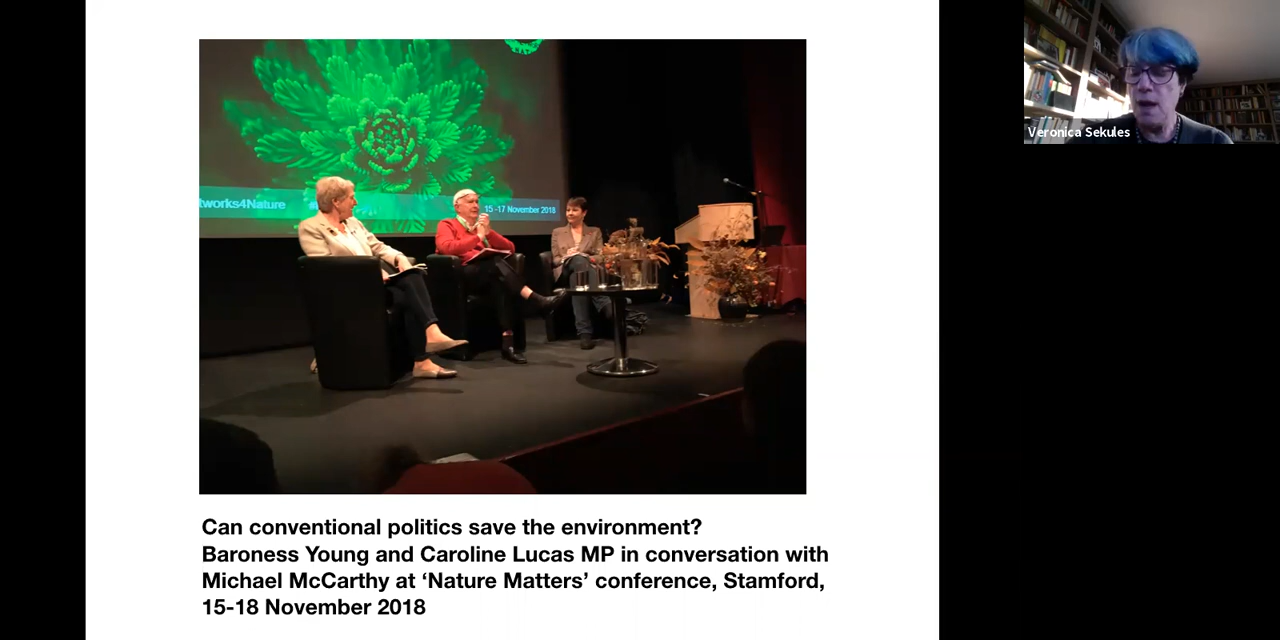 tworks4Nature
15 -17 November 2018
Veronica Sekules
Can conventional politics save the environment?
Baroness Young and Caroline Lucas MP in conversation with
Michael McCarthy at ‘Nature Matters’ conference, Stamford,
15-18 November 2018